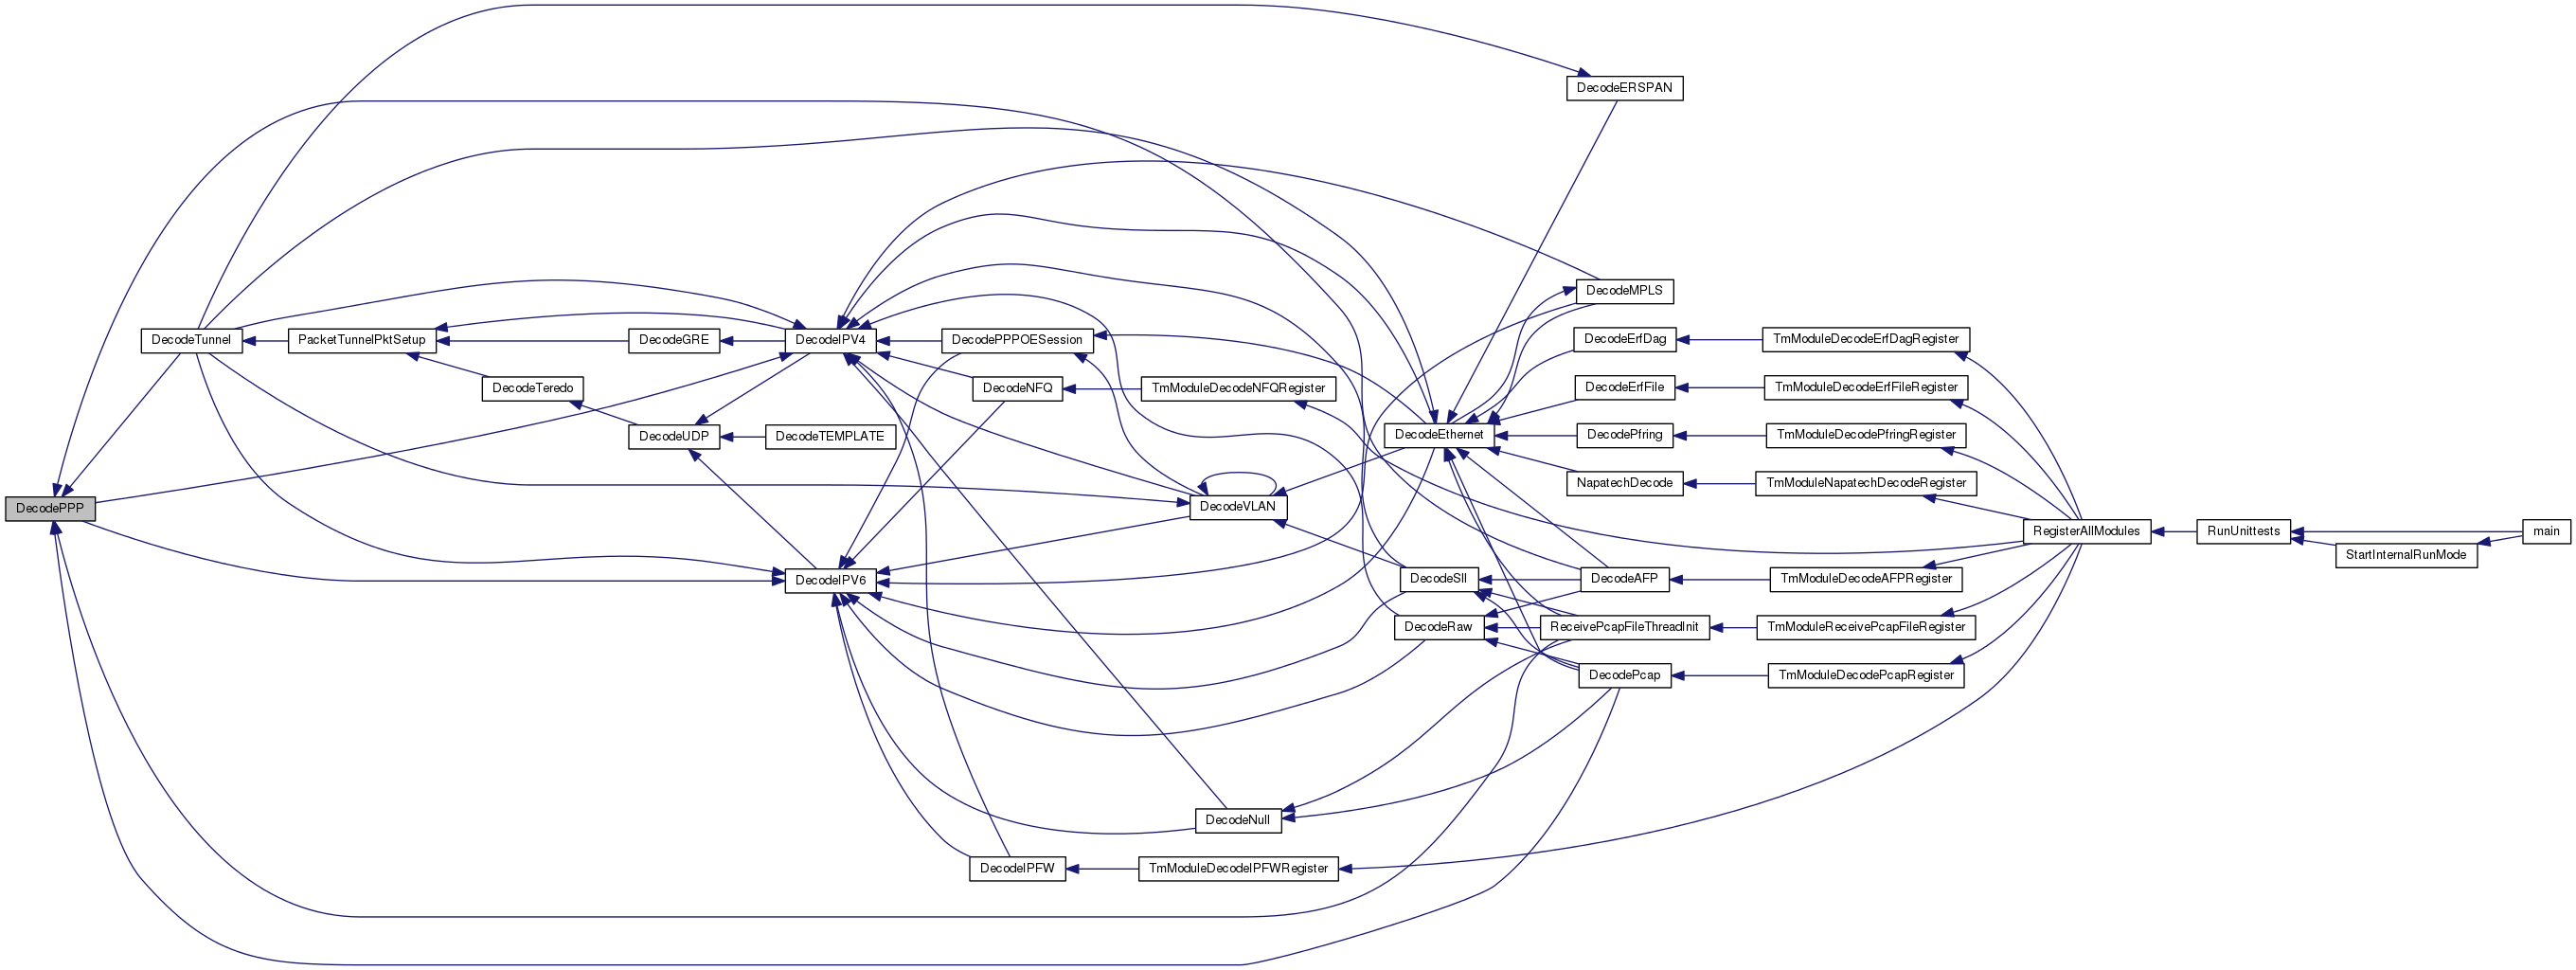 DecodePPP
DecodeTunnel
PacketTunnelPktSetup
DecodeTeredo
DecodeGRE
DecodeUDP
DecodeTEMPLATE
DecodeIPV4
DecodeIPV6
DecodePPPOESession
DecodeNFQ
TmModuleDecodeNFQRegister
DecodeVLAN
DecodeNull
DecodeIPFW
TmModuleDecodeIPFWRegister
DecodeEthernet
DecodeSll
DecodeRaw
DecodeERSPAN
DecodeMPLS
DecodeErfDag
DecodeErfFile
DecodePfring
NapatechDecode
DecodeAFP
ReceivePcapFileThreadInit
DecodePcap
TmModuleDecodeErfDagRegister
TmModuleDecodeErfFileRegister
TmModuleDecodePfringRegister
TmModuleNapatechDecodeRegister
TmModuleDecodeAFPRegister
TmModuleReceivePcapFileRegister
TmModuleDecodePcapRegister
RegisterAllModules
RunUnittests
StartInternalRunMode
main